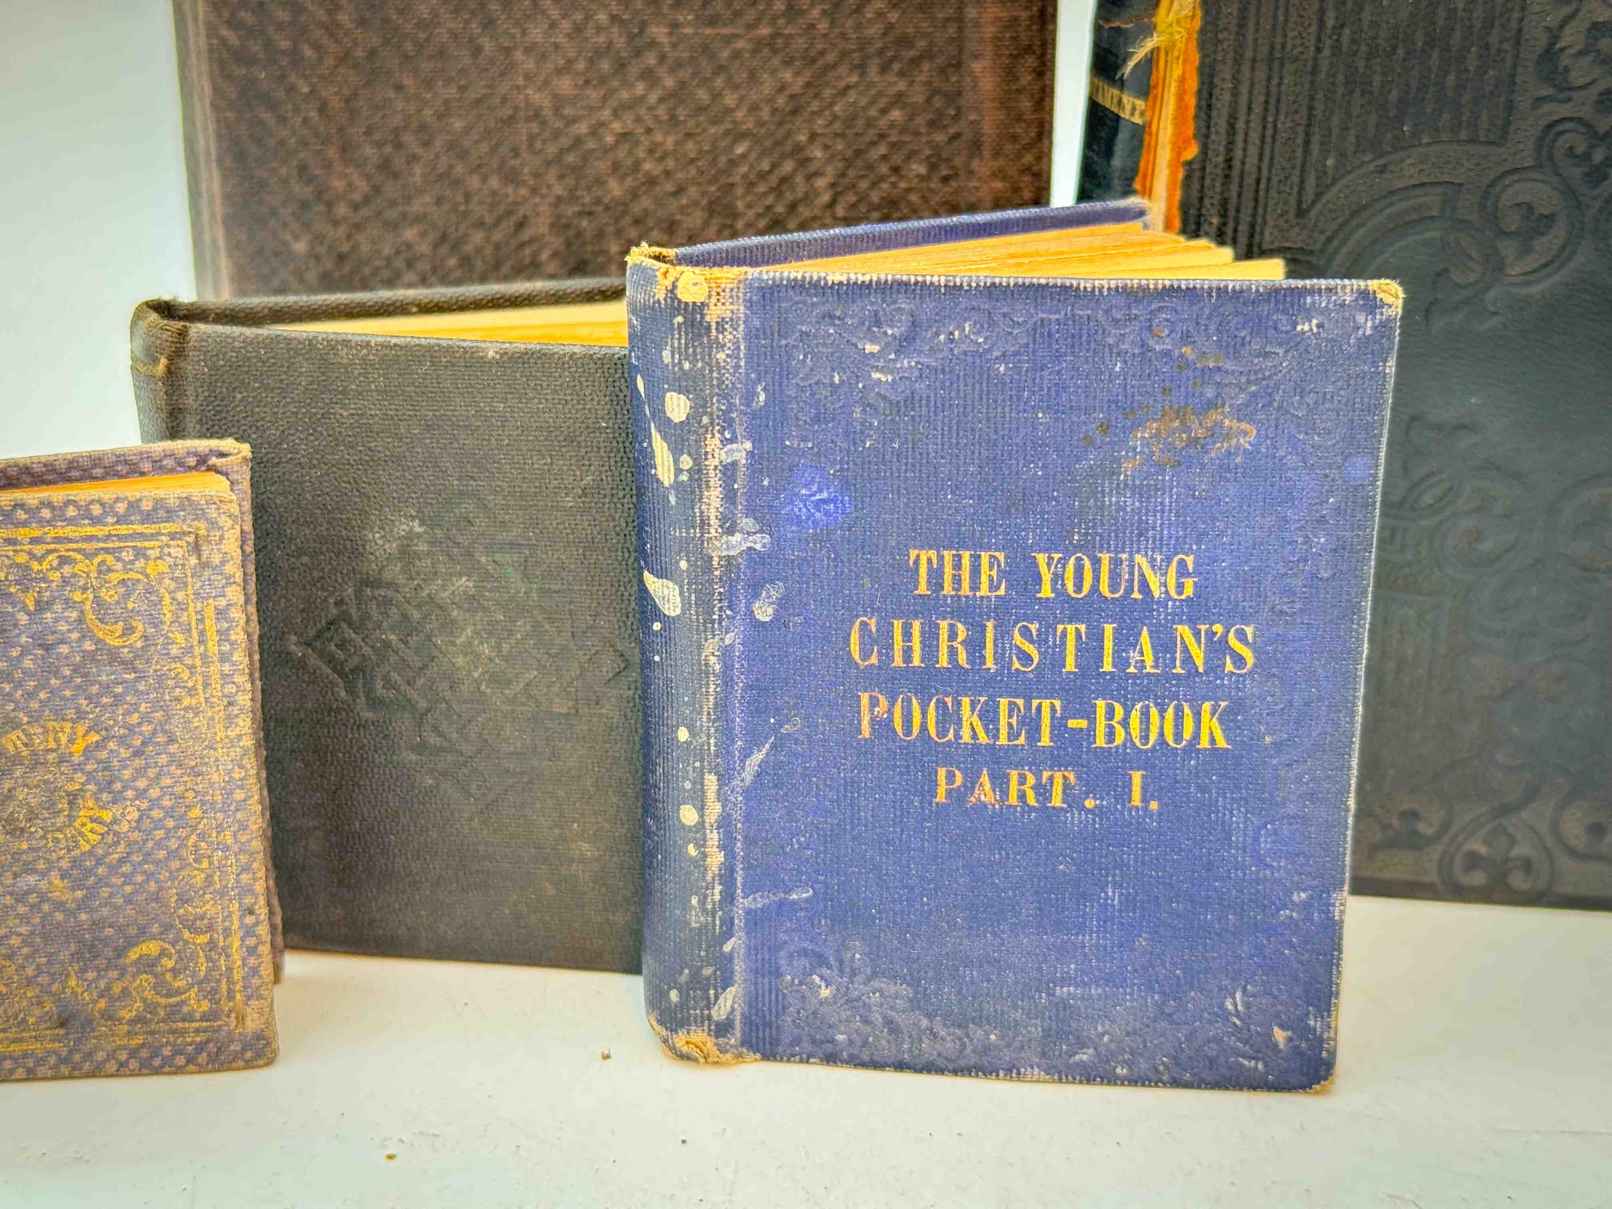 THE YOUNG
CHRISTIAN'S
POCKET-BOOK
PART. I.